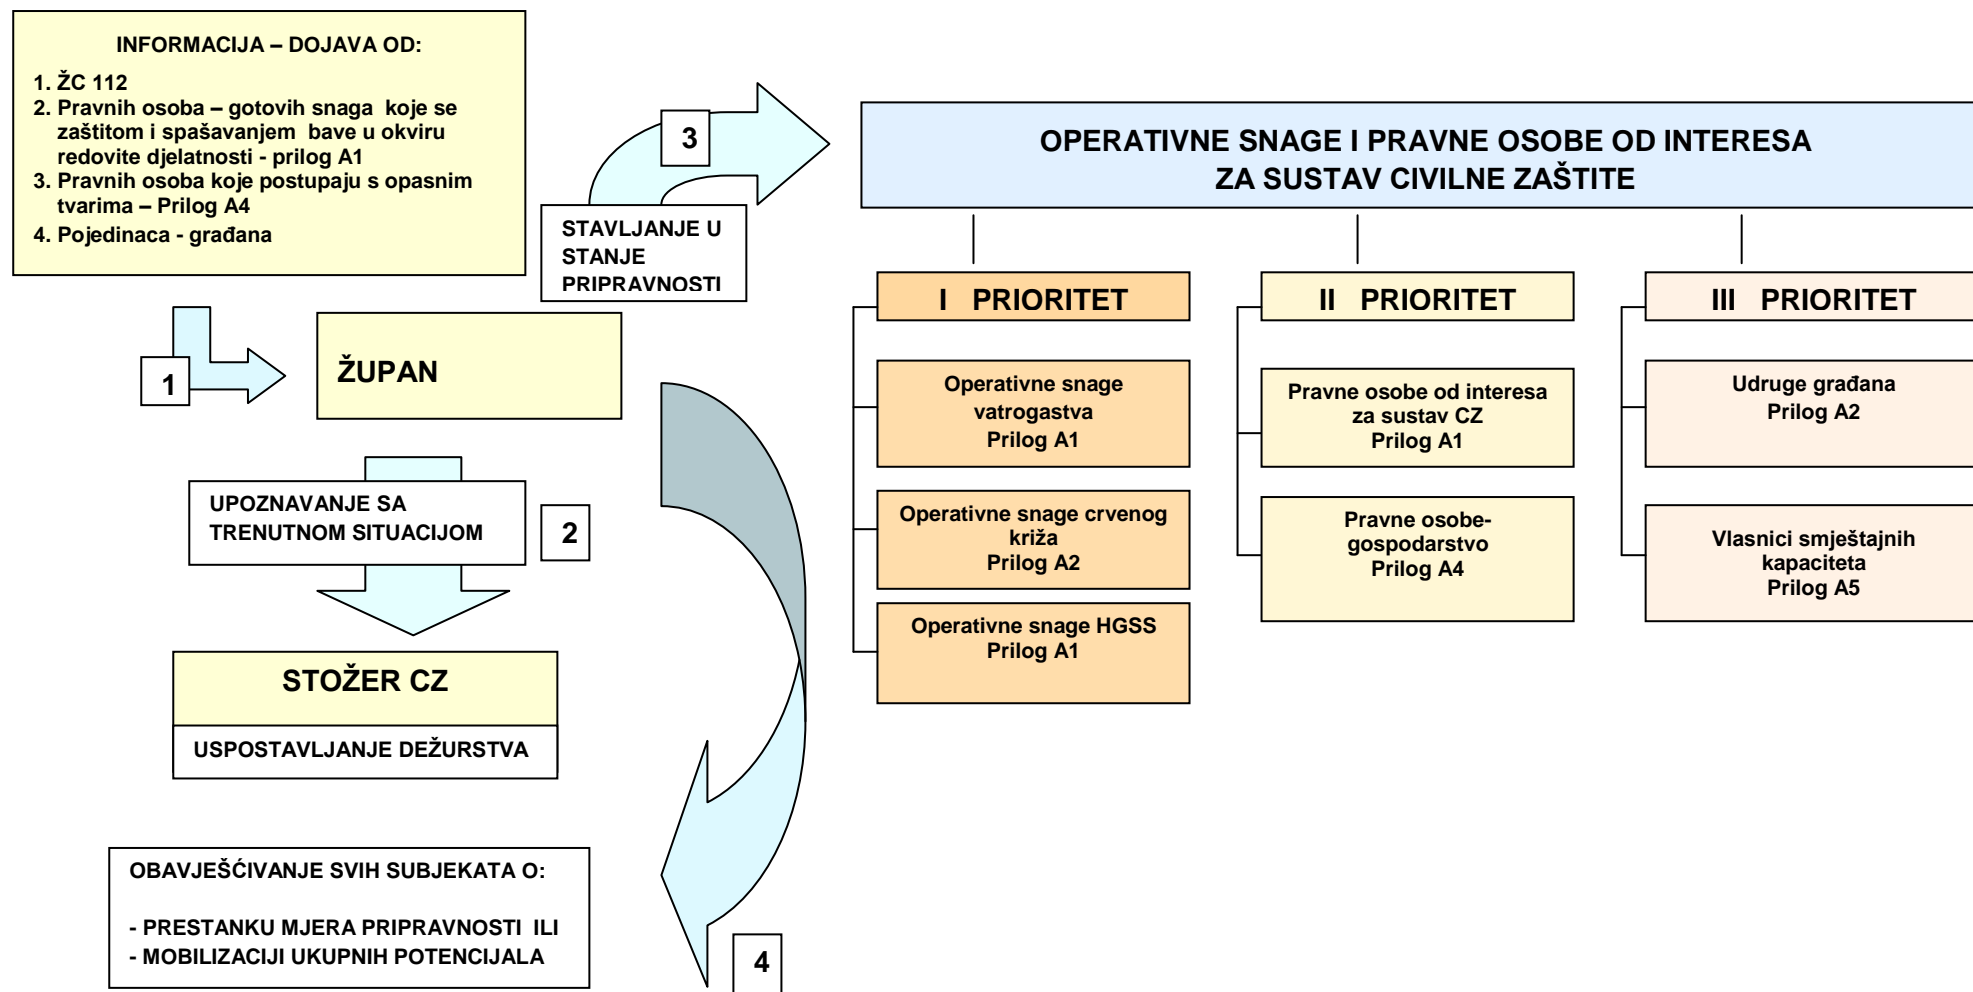 INFORMACIJA – DOJAVA OD:
1. ŽC 112
2. Pravnih osoba – gotovih snaga koje se
zaštitom i spašavanjem bave u okviru
redovite djelatnosti - prilog A1
3. Pravnih osoba koje postupaju s opasnim
tvarima – Prilog A4
4. Pojedinaca - građana
1
ŽUPAN
UPOZNAVANJE SA
TRENUTNOM SITUACIJOM
2
STOŽER CZ
USPOSTAVLJANJE DEŽURSTVA
OBAVJEŠĆIVANJE SVIH SUBJEKATA O:
- PRESTANKU MJERA PRIPRAVNOSTI ILI
- MOBILIZACIJI UKUPNIH POTENCIJALA
4
3
STAVLJANJE U
STANJE
PRIPRAVNOSTI
OPERATIVNE SNAGE I PRAVNE OSOBE OD INTERESA
ZA SUSTAV CIVILNE ZAŠTITE
I PRIORITET
Operativne snage
vatrogastva
Prilog A1
Operativne snage crvenog
križa
Prilog A2
Operativne snage HGSS
Prilog A1
II PRIORITET
Pravne osobe od interesa
za sustav CZ
Prilog A1
Pravne osobe-
gospodarstvo
Prilog A4
III PRIORITET
Udruge građana
Prilog A2
Vlasnici smještajnih
kapaciteta
Prilog A5